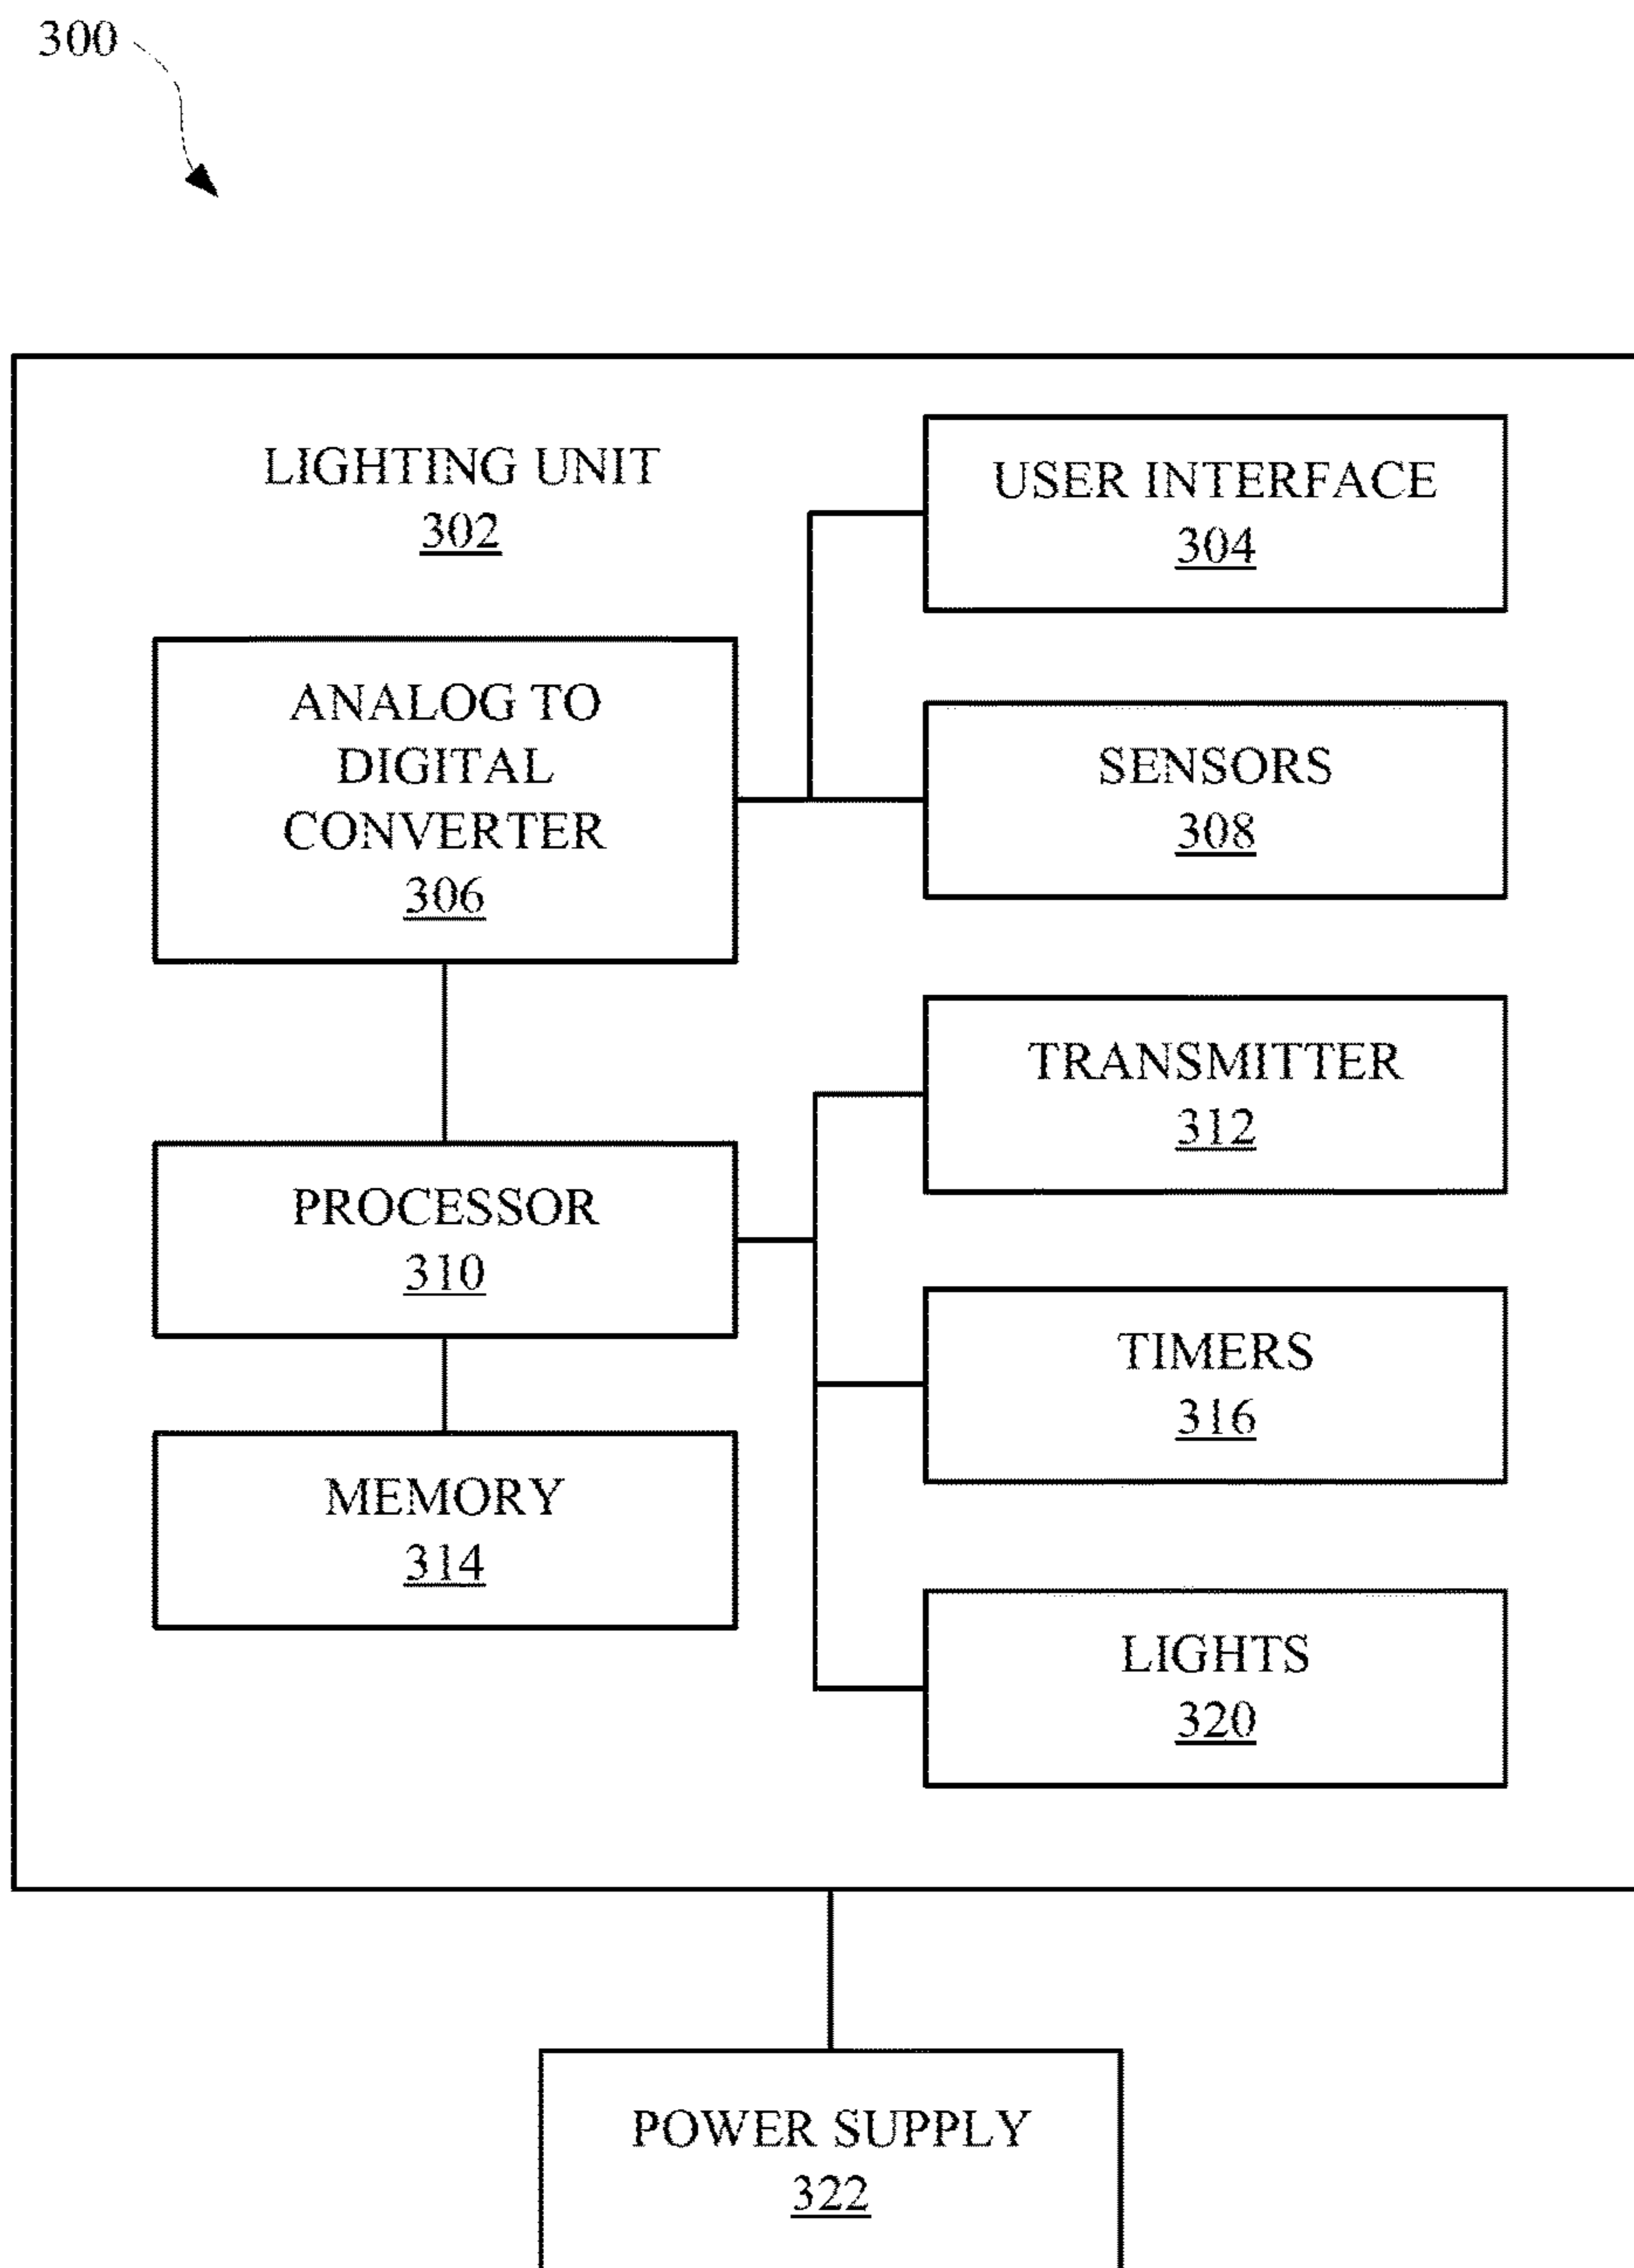 300
LIGHTING UNIT
302
USER INTERFACE
304
ANALOG TO
DIGITAL
CONVERTER
306
SENSORS
308
TRANSMITTER
312
PROCESSOR
310
TIMERS
316
MEMORY
314
LIGHTS
320
POWER SUPPLY
322